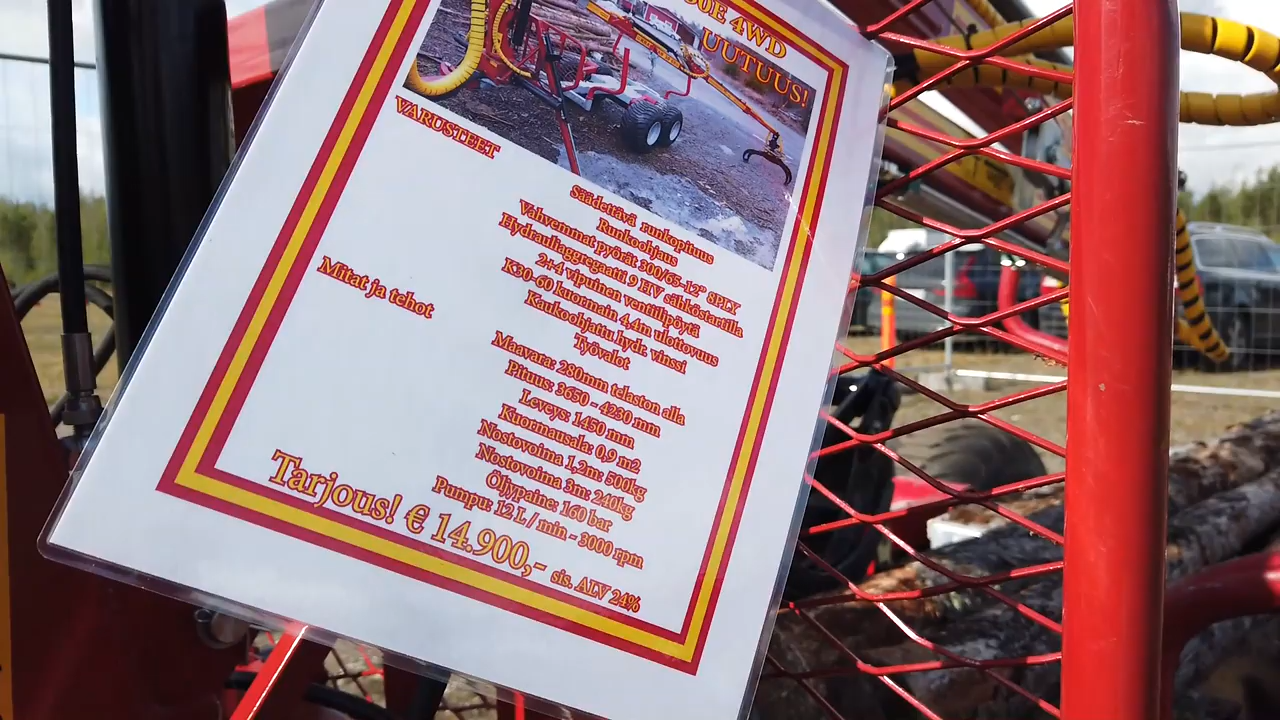 0E 4WD
UUTUUS!
VARUSTEET
Säädettävä runkopituus
Runkoohjaus
Vahvemmat pyörät 300/65-12" 8PLY
Hydrauliaggregaatti 9 HV sähköstartilla
2+4 vipuinen venttiilipöytä
K30-60 kuormain 4,4m ulottovuus
Kaukoohjattu hydr. vinssi
Työvalot
Mitat ja tehot
Maavara: 280mm telaston alla
Pituus: 3650 - 4230 mm
Leveys: 1450 mm
Kuormausala: 0,9 m2
Nostovoima 1,2m: 500kg
Nostovoima 3m: 240kg
Öljypaine: 160 bar
Pumpu: 12 L / min - 3000 rpm
Tarjous! € 14.900,- sis. ALV 24%